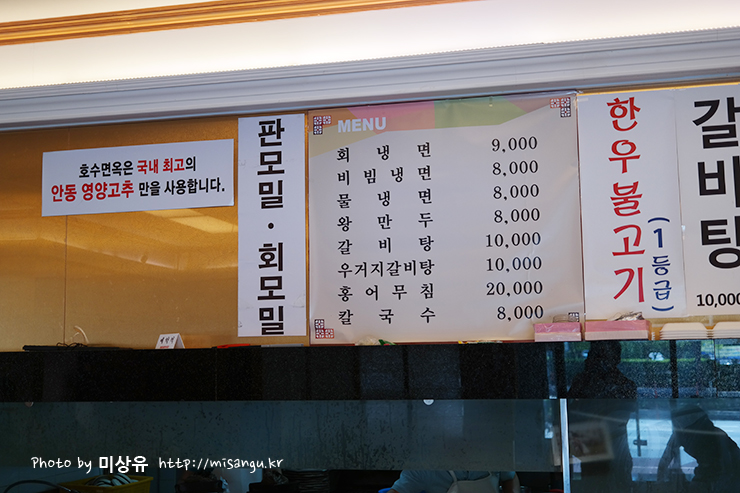 호수면옥은 국내 최고의
안동 영양고추 만을 사용합니다.
판모밀 · 회모밀
MENU
회냉면 9,000
비빔냉면 8,000
물냉면 8,000
왕만두 8,000
갈비탕 10,000
우거지갈비탕 10,000
홍어무침 20,000
칼국수 8,000
한우불고기 (1등급)
갈비탕
10,000
Photo by 미상유 http://misangu.kr